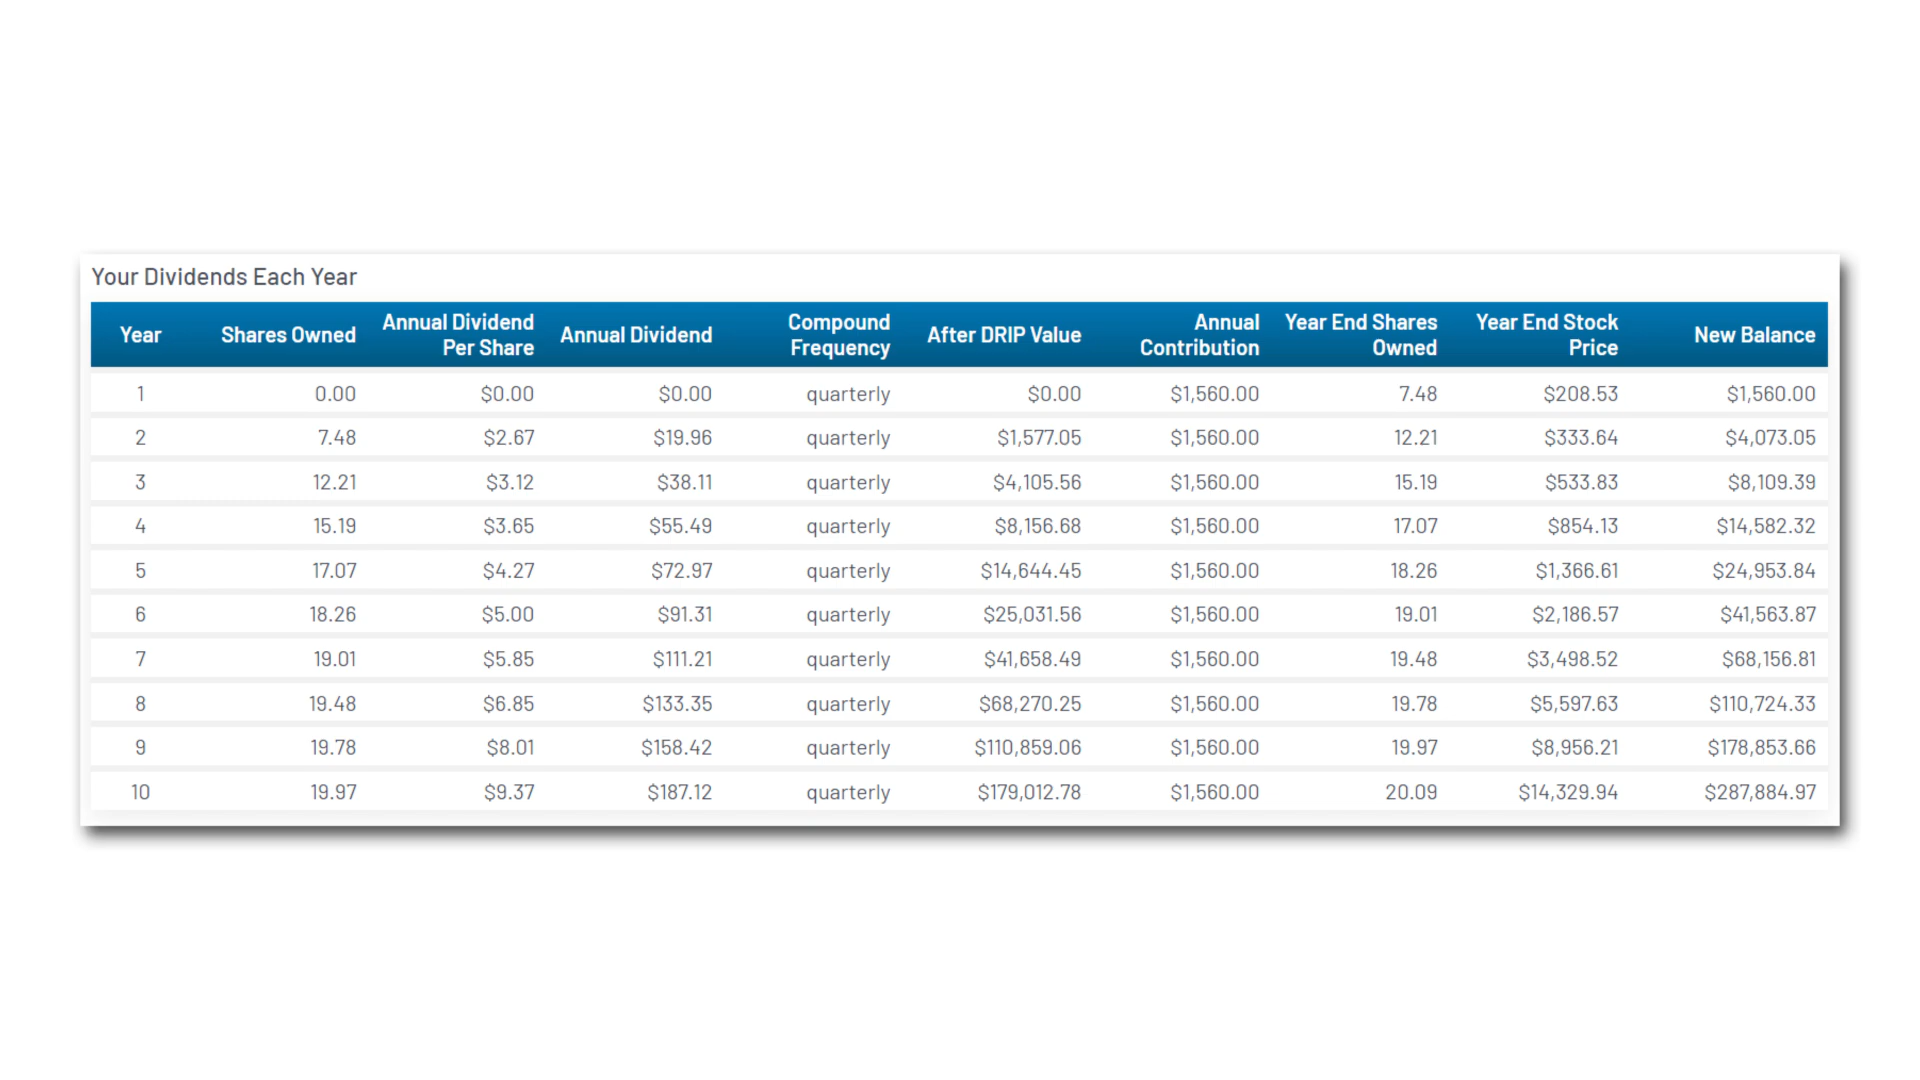 Your Dividends Each Year
Year Shares Owned Annual Dividend Per Share Annual Dividend Compound Frequency After DRIP Value Annual Contribution Year End Shares Owned Year End Stock Price New Balance
1 0.00 $0.00 $0.00 quarterly $0.00 $1,560.00 7.48 $208.53 $1,560.00
2 7.48 $2.67 $19.96 quarterly $1,577.05 $1,560.00 12.21 $333.64 $4,073.05
3 12.21 $3.12 $38.11 quarterly $4,105.56 $1,560.00 15.19 $533.83 $8,109.39
4 15.19 $3.65 $55.49 quarterly $8,156.68 $1,560.00 17.07 $854.13 $14,582.32
5 17.07 $4.27 $72.97 quarterly $14,644.45 $1,560.00 18.26 $1,366.61 $24,953.84
6 18.26 $5.00 $91.31 quarterly $25,031.56 $1,560.00 19.01 $2,186.57 $41,563.87
7 19.01 $5.85 $111.21 quarterly $41,658.49 $1,560.00 19.48 $3,498.52 $68,156.81
8 19.48 $6.85 $133.35 quarterly $68,270.25 $1,560.00 19.78 $5,597.63 $110,724.33
9 19.78 $8.01 $158.42 quarterly $110,859.06 $1,560.00 19.97 $8,956.21 $178,853.66
10 19.97 $9.37 $187.12 quarterly $179,012.78 $1,560.00 20.09 $14,329.94 $287,884.97